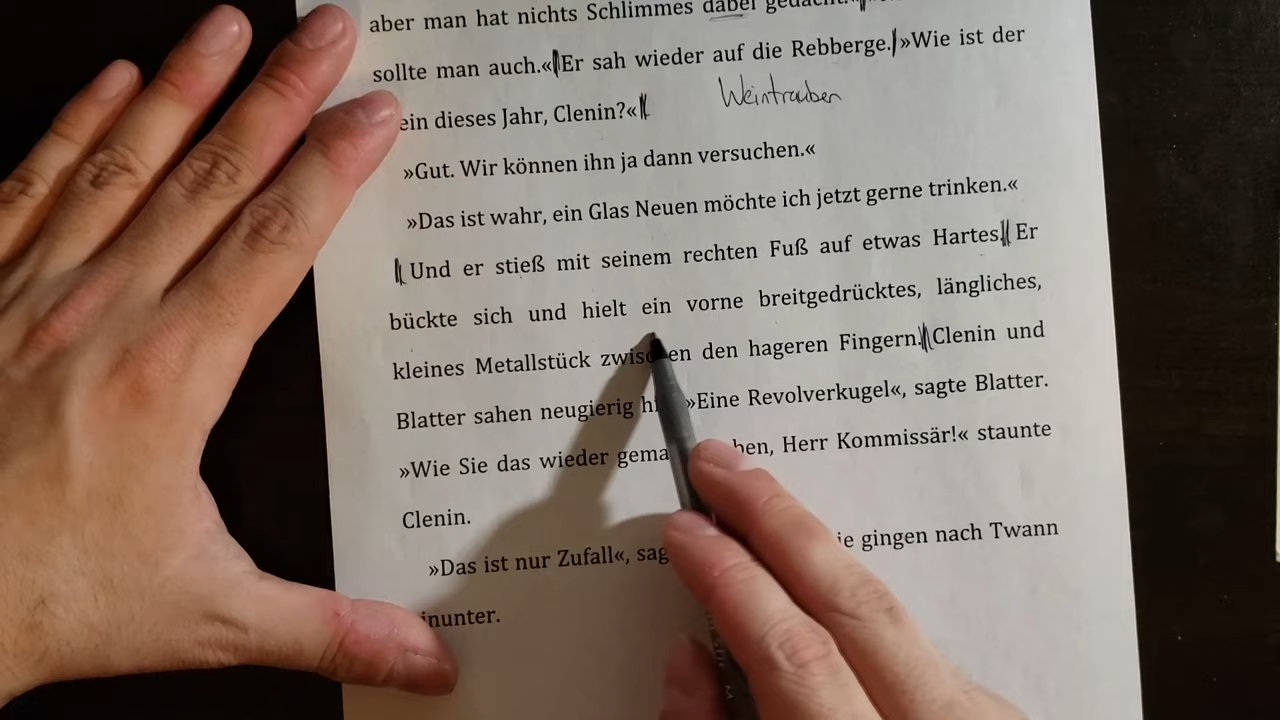 aber man hat nichts Schlimmes dabei gedacht.«
sollte man auch.« Er sah wieder auf die Rebberge. »Wie ist der
Weintrauben
ein dieses Jahr, Clenin?«
»Gut. Wir können ihn ja dann versuchen.«
»Das ist wahr, ein Glas Neuen möchte ich jetzt gerne trinken.«
Und er stieß mit seinem rechten Fuß auf etwas Hartes. Er
bückte sich und hielt ein vorne breitgedrücktes, längliches,
kleines Metallstück zwischen den hageren Fingern. Clenin und
Blatter sahen neugierig hi »Eine Revolverkugel«, sagte Blatter.
»Wie Sie das wieder gema ben, Herr Kommissär!« staunte
Clenin.
»Das ist nur Zufall«, sag ie gingen nach Twann
inunter.